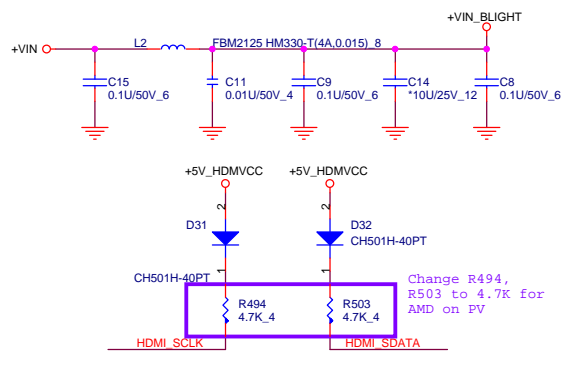 +VIN_BLIGHT
+VIN
L2
FBM2125 HM330-T(4A,0.015)_8
C15
0.1U/50V_6
C11
0.01U/50V_4
C9
0.1U/50V_6
C14
*10U/25V_12
C8
0.1U/50V_6
+5V_HDMVCC
+5V_HDMVCC
2
2
D31
D32
CH501H-40PT
1
1
CH501H-40PT
R494
4.7K_4
R503
4.7K_4
Change R494,
R503 to 4.7K for
AMD on PV
HDMI_SCLK
HDMI_SDATA